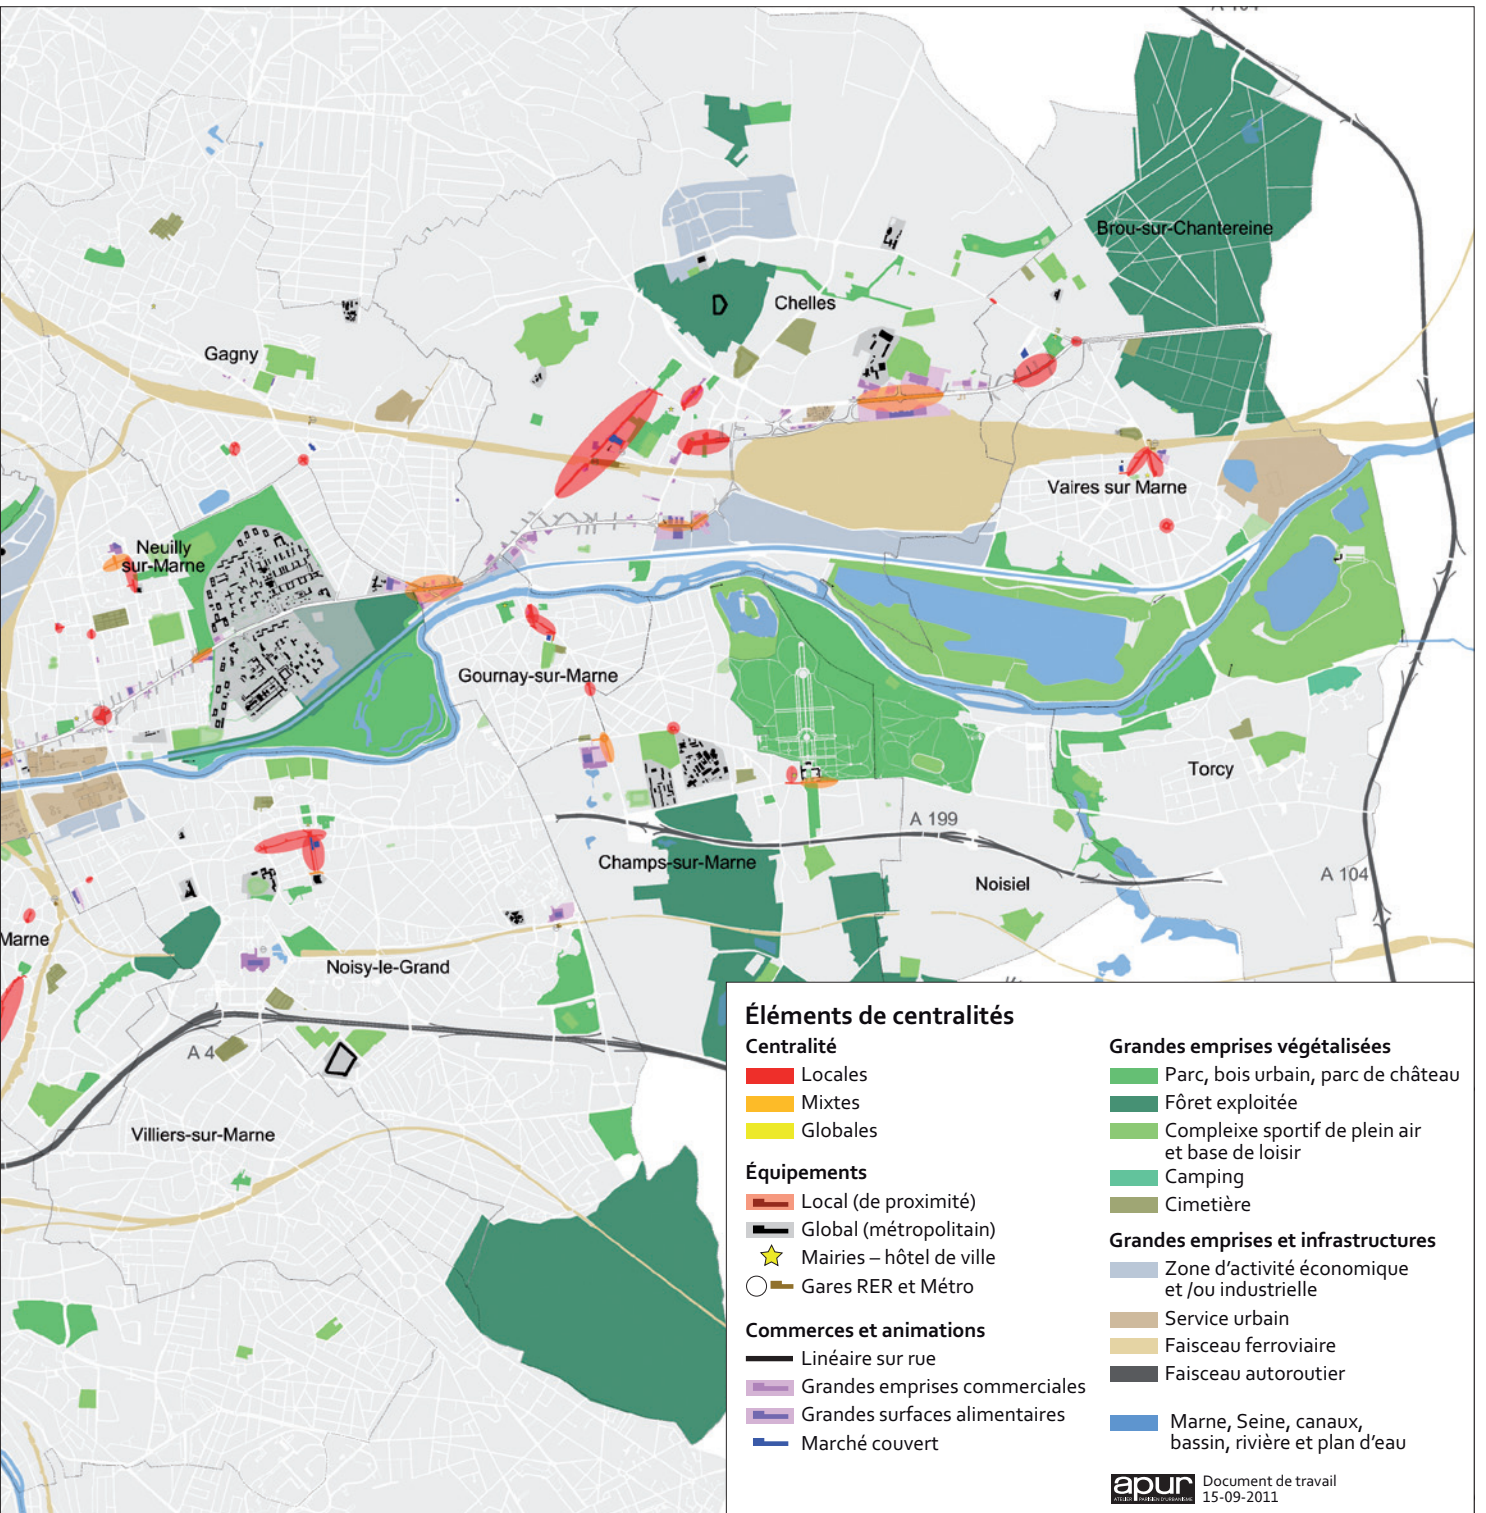 Brou-sur-Chantereine
Chelles
Gagny
Vaires sur Marne
Neuilly
sur-Marne
Gournay-sur-Marne
Torcy
A 199
Champs-sur-Marne
Noisiel
A 104
Marne
Noisy-le-Grand
A 4
Villiers-sur-Marne
Éléments de centralités
Centralité
Locales
Mixtes
Globales
Équipements
Local (de proximité)
Global (métropolitain)
Mairies – hôtel de ville
Gares RER et Métro
Commerces et animations
Linéaire sur rue
Grandes emprises commerciales
Grandes surfaces alimentaires
Marché couvert
Grandes emprises végétalisées
Parc, bois urbain, parc de château
Fôret exploitée
Compleixe sportif de plein air
et base de loisir
Camping
Cimetière
Grandes emprises et infrastructures
Zone d'activité économique
et /ou industrielle
Service urbain
Faisceau ferroviaire
Faisceau autoroutier
Marne, Seine, canaux,
bassin, rivière et plan d'eau
apur
ATELIER PARISIEN D'URBANISME
Document de travail
15-09-2011